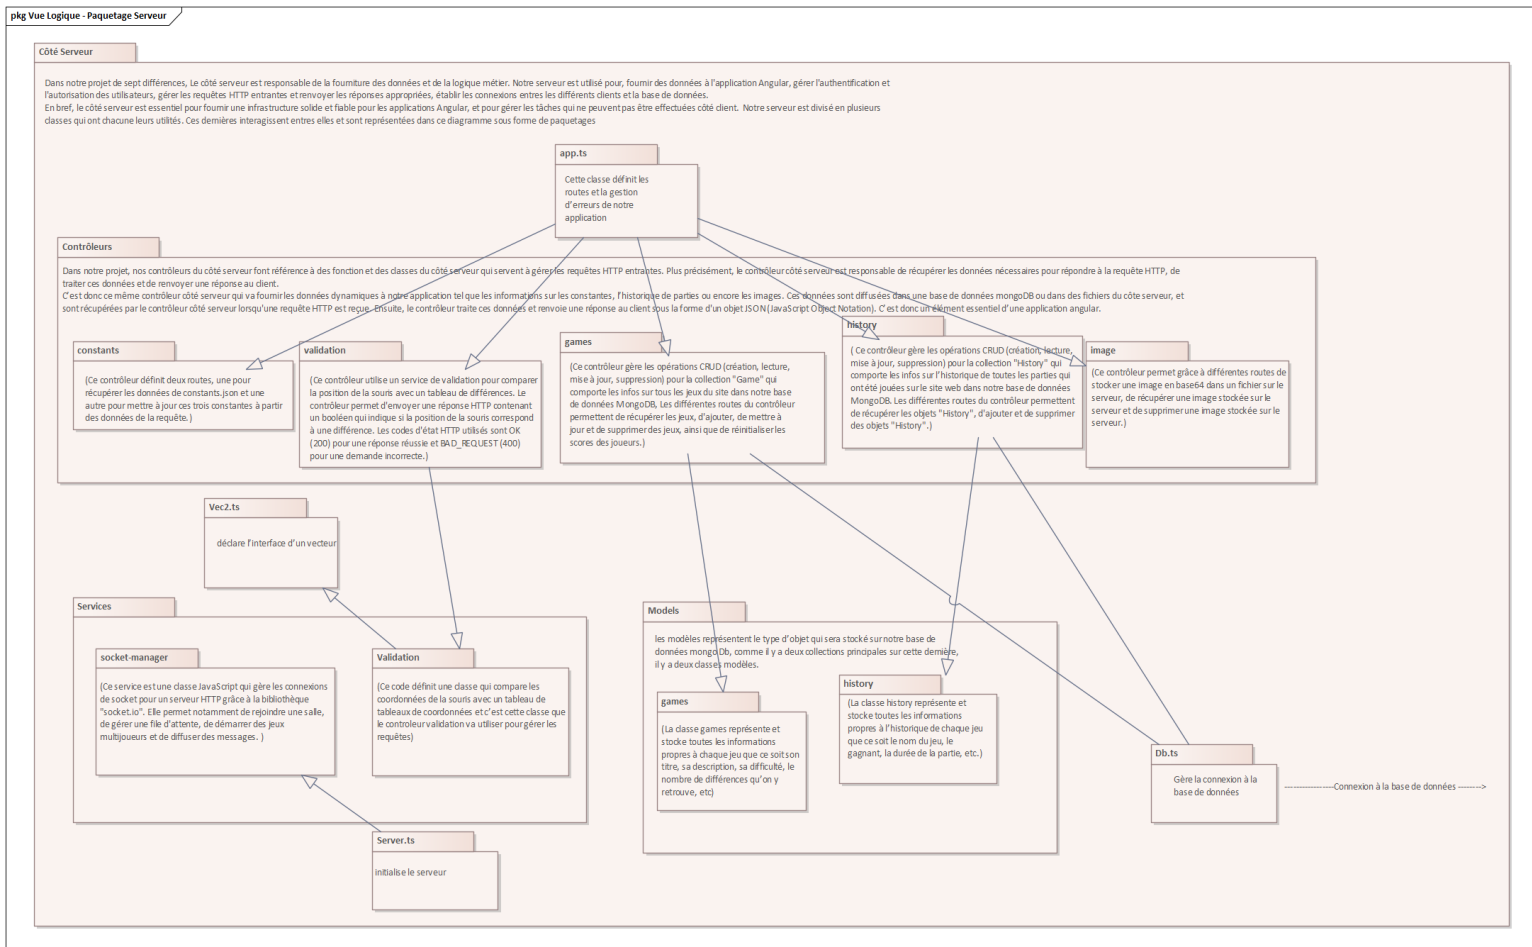 pkg Vue Logique - Paquetage Serveur
Côté Serveur
Dans notre projet de sept différences, Le côté serveur est responsable de la fourniture des données et de la logique métier. Notre serveur est utilisé pour, fournir des données à l'application Angular, gérer l'authentification et
l'autorisation des utilisateurs, gérer les requêtes HTTP entrantes et renvoyer les réponses appropriées, établir les connexions entres les différents clients et la base de données.
En bref, le côté serveur est essentiel pour fournir une infrastructure solide et fiable pour les applications Angular, et pour gérer les tâches qui ne peuvent pas être effectuées côté client. Notre serveur est divisé en plusieurs
classes qui ont chacune leurs utilités. Ces dernières interagissent entres elles et sont représentées dans ce diagramme sous forme de paquetages
app.ts
Cette classe définit les
routes et la gestion
d'erreurs de notre
application
Contrôleurs
Dans notre projet, nos contrôleurs du côté serveur font référence à des fonction et des classes du côté serveur qui servent à gérer les requêtes HTTP entrantes. Plus précisément, le contrôleur côté serveur est responsable de récupérer les données nécessaires pour répondre à la requête HTTP, de
traiter ces données et de renvoyer une réponse au client.
C'est donc ce même contrôleur côté serveur qui va fournir les données dynamiques à notre application tel que les informations sur les constantes, l'historique de parties ou encore les images. Ces données sont diffusées dans une base de données mongoDB ou dans des fichiers du côte serveur, et
sont récupérées par le contrôleur côté serveur lorsqu'une requête HTTP est reçue. Ensuite, le contrôleur traite ces données et renvoie une réponse au client sous la forme d'un objet JSON (JavaScript Object Notation). C'est donc un élément essentiel d'une application angular.
constants
(Ce contrôleur définit deux routes, une pour
récupérer les données de constants.json et une
autre pour mettre à jour ces trois constantes à partir
des données de la requête.)
validation
(Ce contrôleur utilise un service de validation pour comparer
la position de la souris avec un tableau de différences. Le
contrôleur permet d'envoyer une réponse HTTP contenant
un booléen qui indique si la position de la souris correspond
à une différence. Les codes d'état HTTP utilisés sont OK
(200) pour une réponse réussie et BAD_REQUEST (400)
pour une demande incorrecte.)
games
(Ce contrôleur gère les opérations CRUD (création, lecture,
mise à jour, suppression) pour la collection "Game" qui
comporte les infos sur tous les jeux du site dans notre base
de données MongoDB, Les différentes routes du contrôleur
permettent de récupérer les jeux, d'ajouter, de mettre à
jour et de supprimer des jeux, ainsi que de réinitialiser les
scores des joueurs.)
history
( Ce contrôleur gère les opérations CRUD (création, lecture,
mise à jour, suppression) pour la collection "History" qui
comporte les infos sur l'historique de toutes les parties qui
ont été jouées sur le site web dans notre base de données
MongoDB. Les différentes routes du contrôleur permettent
de récupérer les objets "History", d'ajouter et de supprimer
des objets "History".)
image
(Ce contrôleur permet grâce à différentes routes de
stocker une image en base64 dans un fichier sur le
serveur, de récupérer une image stockée sur le
serveur et de supprimer une image stockée sur le
serveur.)
Vec2.ts
déclare l'interface d'un vecteur
Services
socket-manager
(Ce service est une classe JavaScript qui gère les connexions
de socket pour un serveur HTTP grâce à la bibliothèque
"socket.io". Elle permet notamment de rejoindre une salle,
de gérer une file d'attente, de démarrer des jeux
multijoueurs et de diffuser des messages. )
Validation
(Ce code définit une classe qui compare les
coordonnées de la souris avec un tableau de
tableaux de coordonnées et c'est cette classe que
le controleur validation va utiliser pour gérer les
requêtes)
Server.ts
initialise le serveur
Models
les modèles représentent le type d'objet qui sera stocké sur notre base de
données mongo Db, comme il y a deux collections principales sur cette dernière,
il y a deux classes modèles.
games
(La classe games représente et
stocke toutes les informations
propres à chaque jeu que ce soit son
titre, sa description, sa difficulté, le
nombre de différences qu'on y
retrouve, etc)
history
(La classe history représente et
stocke toutes les informations
propres à l'historique de chaque jeu
que ce soit le nom du jeu, le
gagnant, la durée de la partie, etc.)
Db.ts
Gère la connexion à la
base de données
-----------------Connexion à la base de données -------->